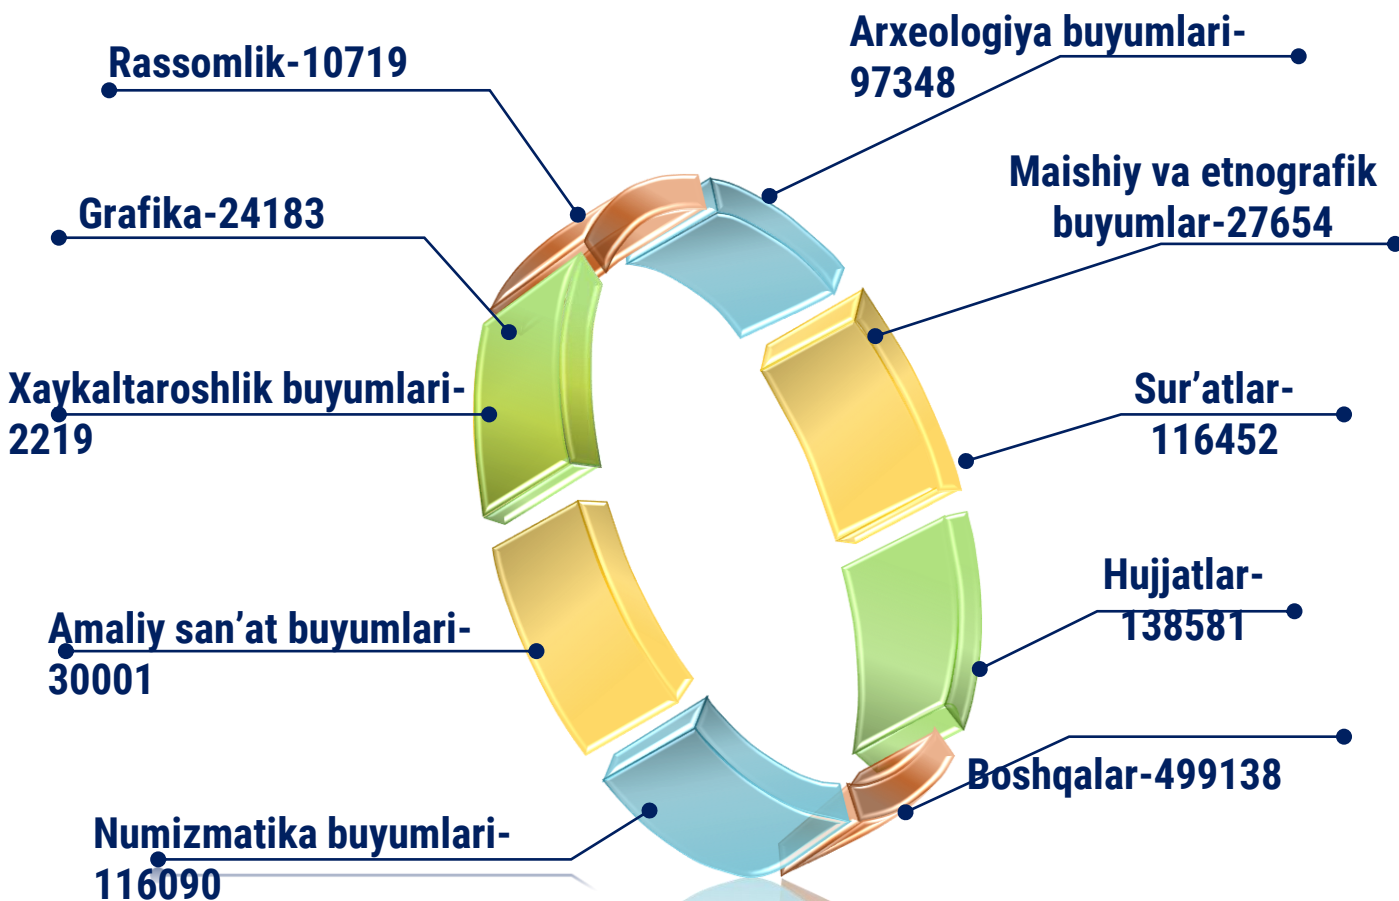 Rassomlik-10719
Grafika-24183
Xaykaltaroshlik buyumlari-
2219
Amaliy san’at buyumlari-
30001
Numizmatika buyumlari-
116090
Arxeologiya buyumlari-
97348
Maishiy va etnografik
buyumlar-27654
Sur’atlar-
116452
Hujjatlar-
138581
Boshqalar-499138